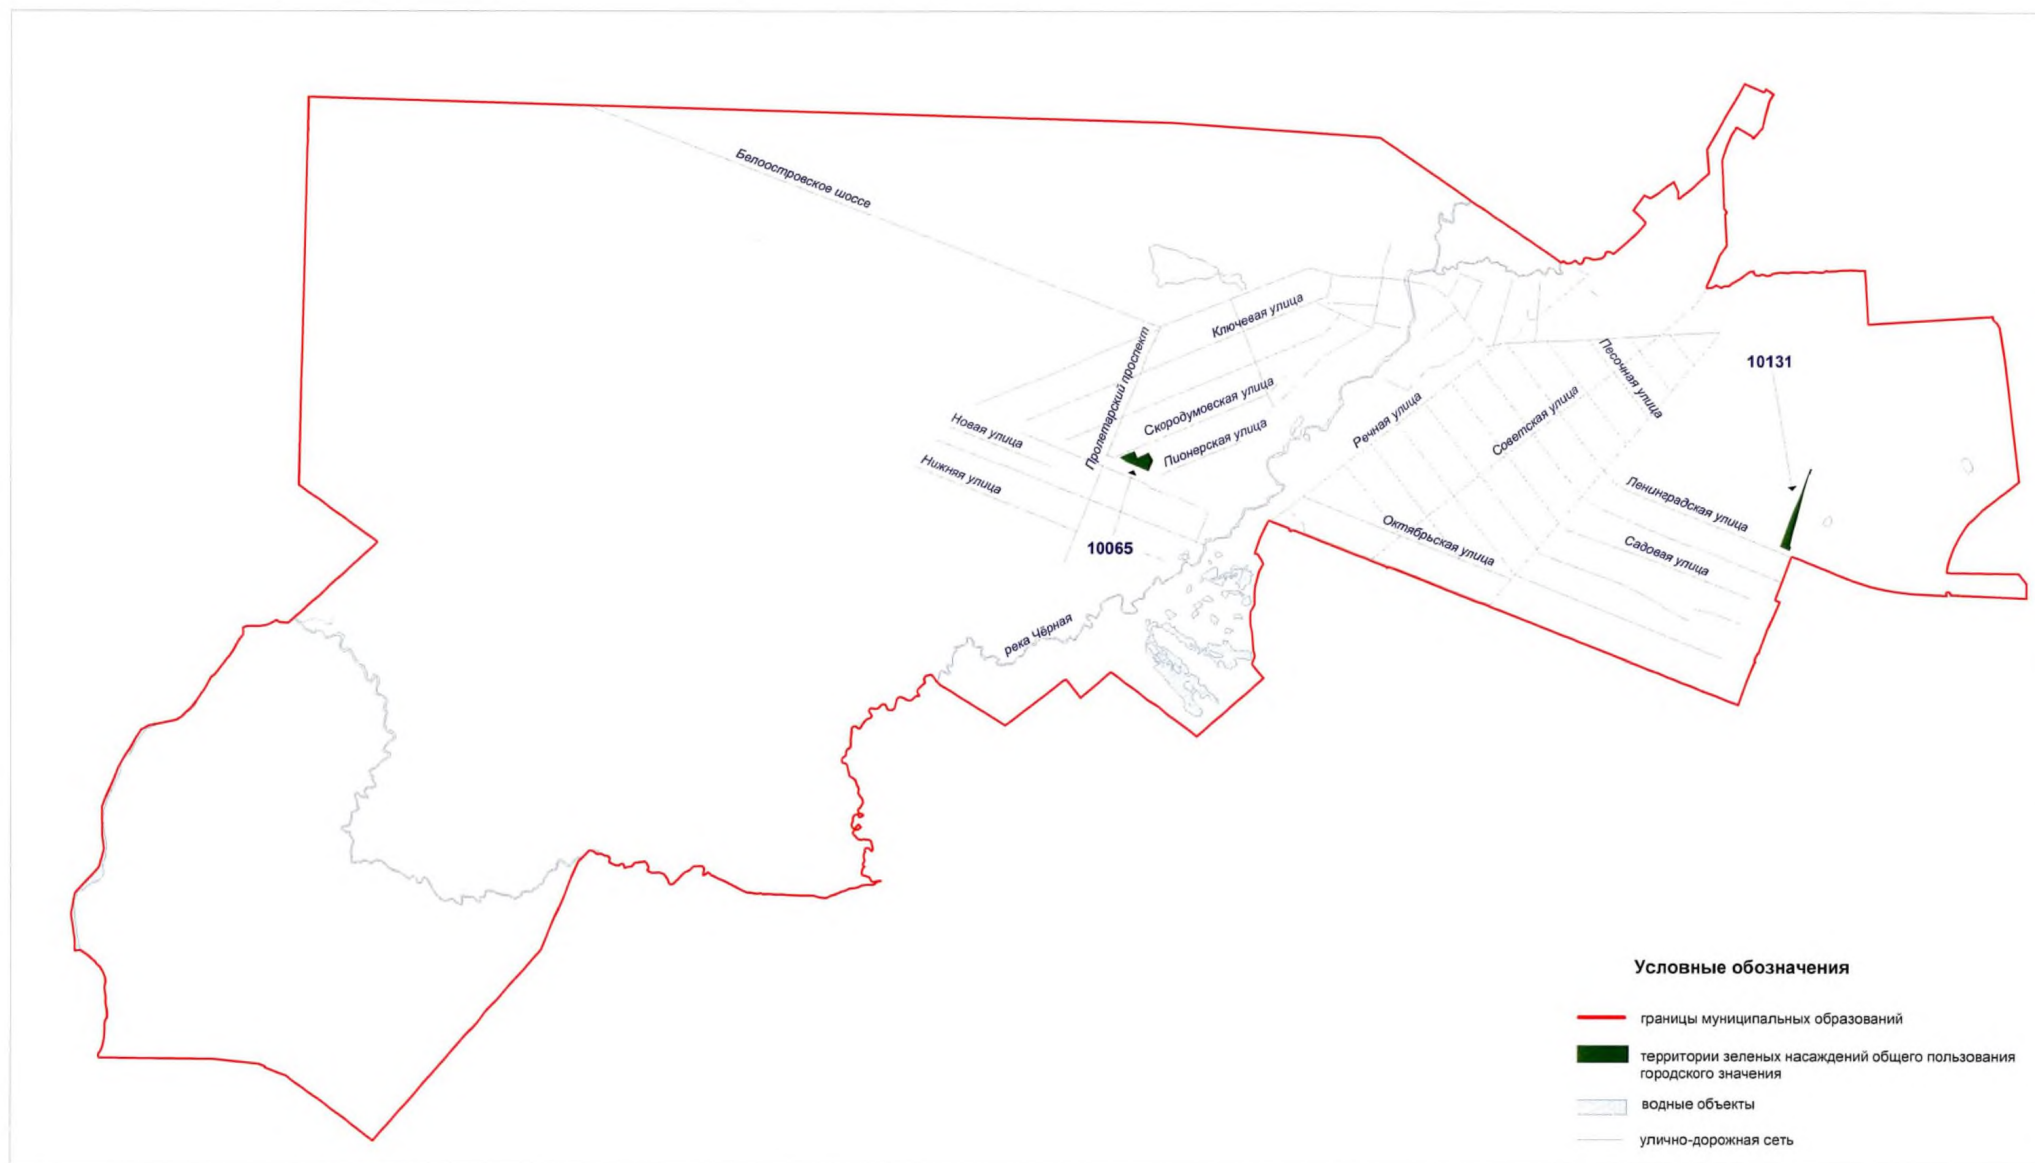 Белоостровское шоссе
Ключевая улица
Пролетарский проспект
Песочная улица
10131
Скородумовская улица
Новая улица
Речная улица
Советская улица
Пионерская улица
Нижняя улица
Ленинградская улица
Октябрьская улица
10065
Садовая улица
река Чёрная
Условные обозначения
границы муниципальных образований
территории зеленых насаждений общего пользования
городского значения
водные объекты
улично-дорожная сеть